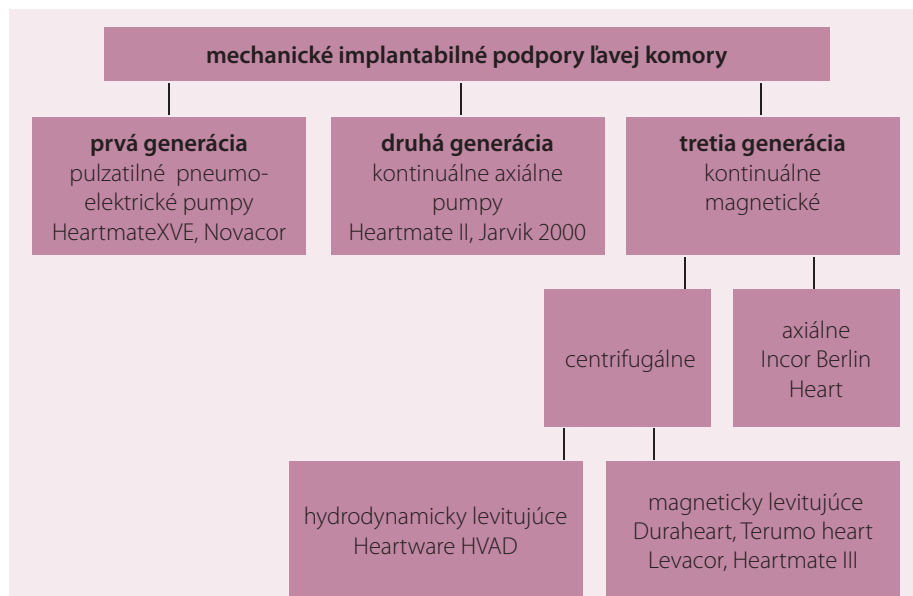 mechanické implantabilné podpory ľavej komory
prvá generácia
pulzatilné pneumo-
elektrické pumpy
HeartmateXVE, Novacor
druhá generácia
kontinuálne axiálne
pumpy
Heartmate II, Jarvik 2000
tretia generácia
kontinuálne
magnetické
centrifugálne
axiálne
Incor Berlin
Heart
hydrodynamicky levitujúce
Heartware HVAD
magneticky levitujúce
Duraheart, Terumo heart
Levacor, Heartmate III